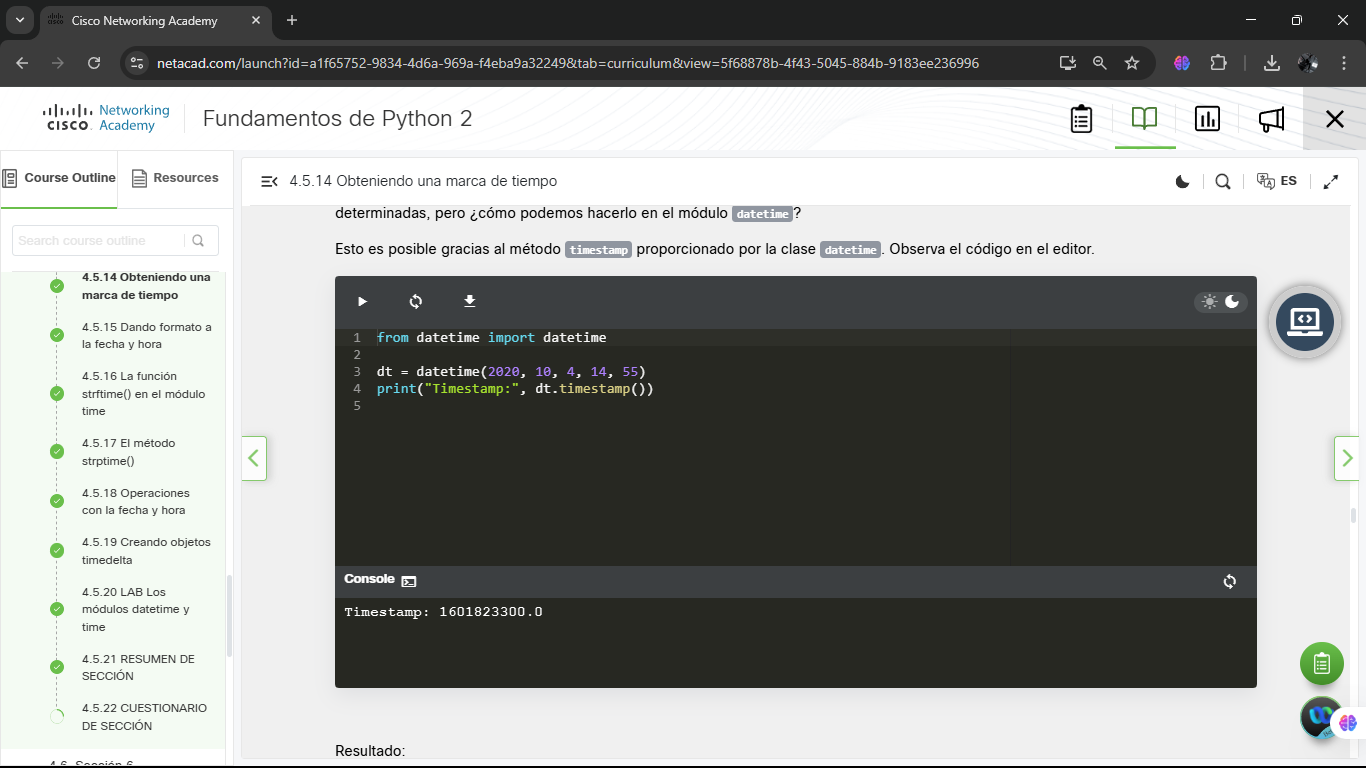 Cisco Networking Academy
netacad.com/launch?id=a1f65752-9834-4d6a-969a-f4eba9a32249&tab=curriculum&view=5f68878b-4f43-5045-884b-9183ee236996
Networking
CISCO Academy
Fundamentos de Python 2
Course Outline
Resources
Search course outline
4.5.14 Obteniendo una
marca de tiempo
4.5.15 Dando formato a
la fecha y hora
4.5.16 La función
strftime() en el módulo
time
4.5.17 El método
strptime()
4.5.18 Operaciones
con la fecha y hora
4.5.19 Creando objetos
timedelta
4.5.20 LAB Los
módulos datetime y
time
4.5.21 RESUMEN DE
SECCIÓN
4.5.22 CUESTIONARIO
DE SECCIÓN
4.6 Sección 6
4.5.14 Obteniendo una marca de tiempo
ES
determinadas, pero ¿cómo podemos hacerlo en el módulo datetime ?
Esto es posible gracias al método timestamp proporcionado por la clase datetime . Observa el código en el editor.
1 from datetime import datetime
2
3 dt = datetime(2020, 10, 4, 14, 55)
4 print("Timestamp:", dt.timestamp())
5
Console
Timestamp: 1601823300.0
Resultado: